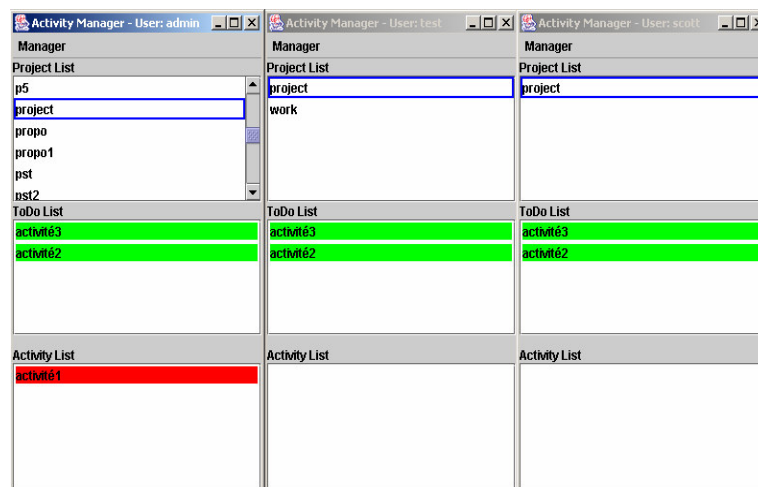 Activity Manager - User: admin
Manager
Project List
p5
project
propo
propo1
pst
pst2
ToDo List
activité3
activité2
Activity List
activité1
Activity Manager - User: test
Manager
Project List
project
work
ToDo List
activité3
activité2
Activity List
Activity Manager - User: scott
Manager
Project List
project
ToDo List
activité3
activité2
Activity List